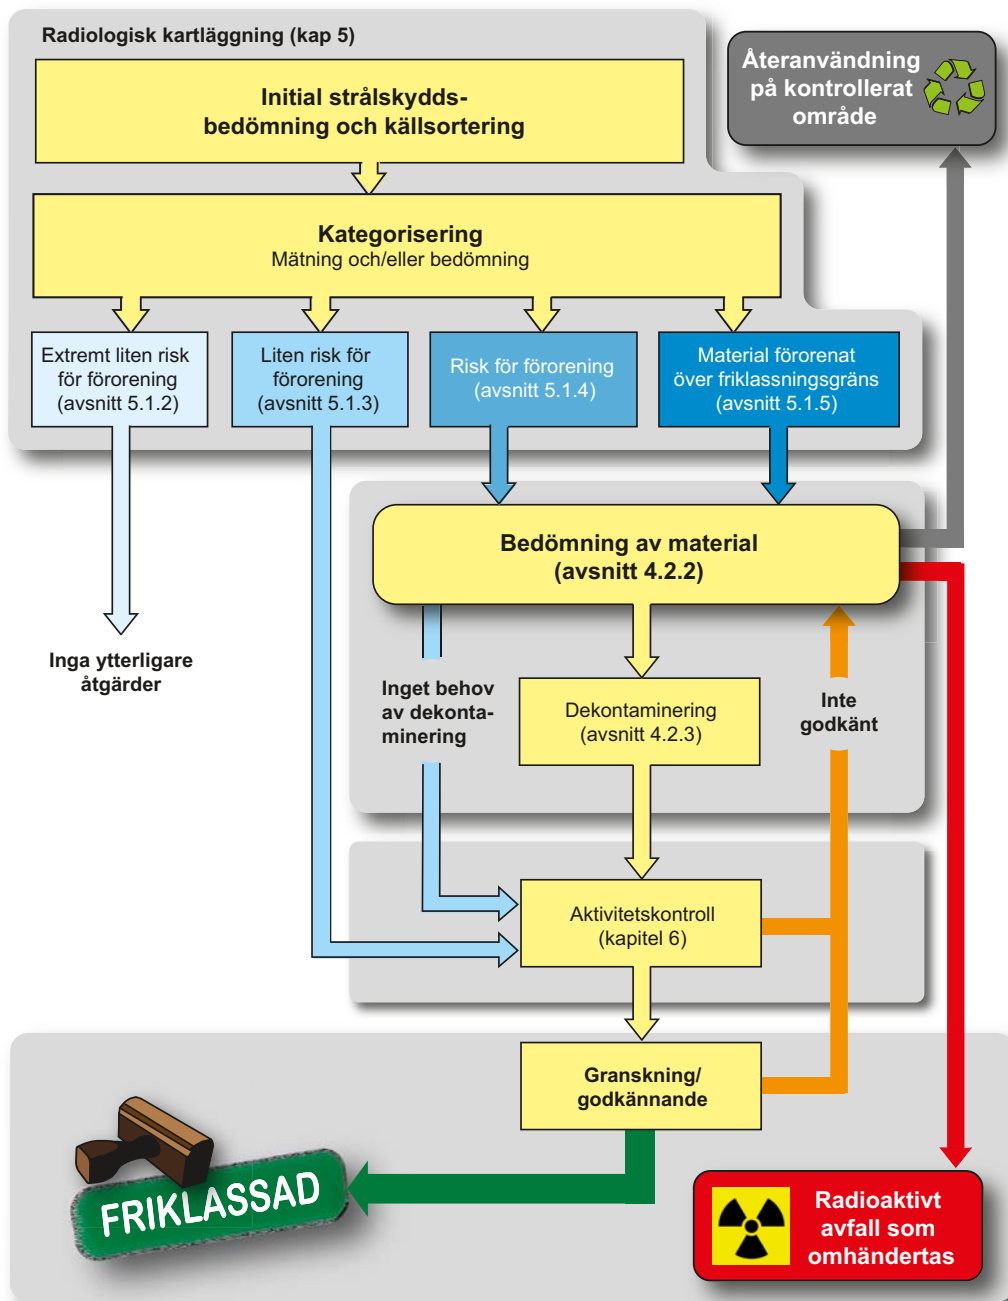 Radiologisk kartläggning (kap 5)
Initial strålskydds-
bedömning och källsortering
Återanvändning
på kontrollerat
område
Kategorisering
Mätning och/eller bedömning
Extremt liten risk
för förorening
(avsnitt 5.1.2)
Liten risk för
förorening
(avsnitt 5.1.3)
Risk för förorening
(avsnitt 5.1.4)
Material förorenat
över friklassningsgräns
(avsnitt 5.1.5)
Bedömning av material
(avsnitt 4.2.2)
Inga ytterligare
åtgärder
Inget behov
av dekonta-
minering
Dekontaminering
(avsnitt 4.2.3)
Inte
godkänt
Aktivitetskontroll
(kapitel 6)
Granskning/
godkännande
FRIKLASSAD
Radioaktivt
avfall som
omhändertas